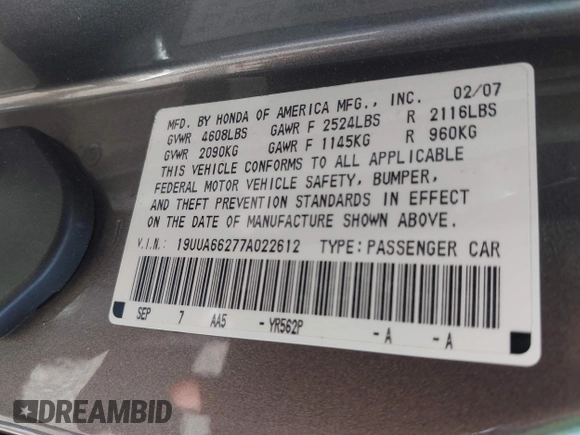 MFD. BY HONDA OF AMERICA MFG., INC. 02/07
GVWR 4608LBS GAWR F 2524LBS R 2116LBS
GVWR 2090KG GAWR F 1145KG R 960KG
THIS VEHICLE CONFORMS TO ALL APPLICABLE
FEDERAL MOTOR VEHICLE SAFETY, BUMPER,
AND THEFT PREVENTION STANDARDS IN EFFECT
ON THE DATE OF MANUFACTURE SHOWN ABOVE.
V.I.N.: 19UUA66277A022612 TYPE: PASSENGER CAR
SEP 7 AA5 - YR562P - A - A
DREAMBID